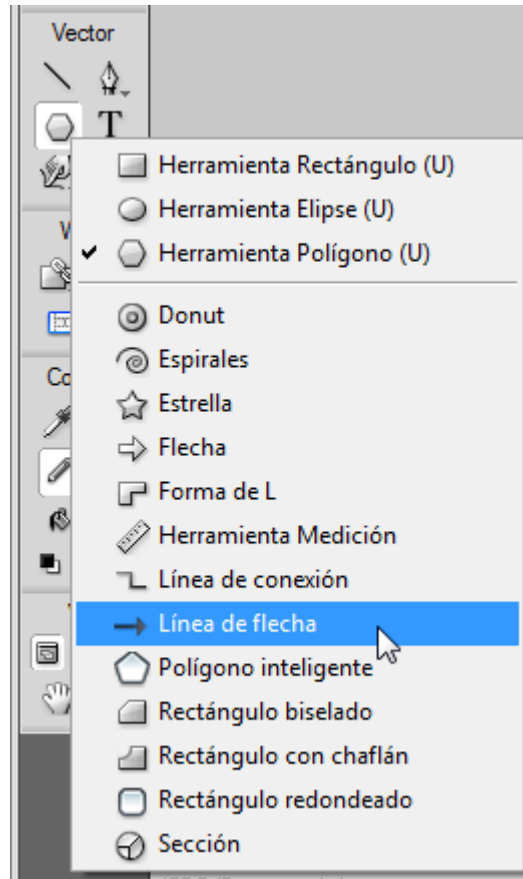 Vector
T
Herramienta Rectángulo (U)
Herramienta Elipse (U)
Herramienta Polígono (U)
Donut
Espirales
Estrella
Flecha
Forma de L
Herramienta Medición
Línea de conexión
Línea de flecha
Polígono inteligente
Rectángulo biselado
Rectángulo con chaflán
Rectángulo redondeado
Sección